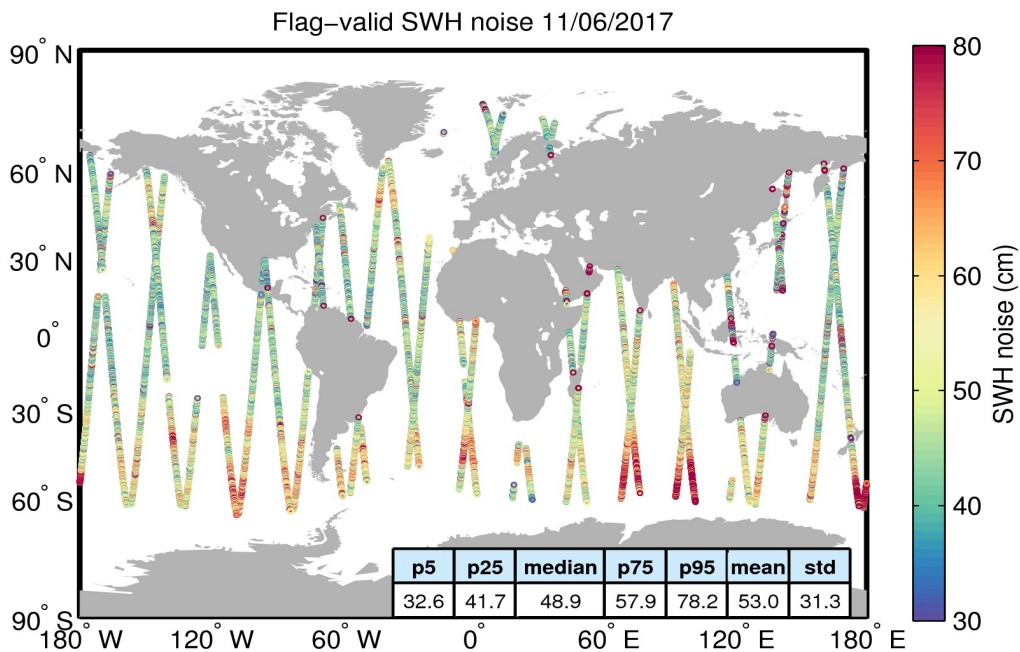 Flag−valid SWH noise 11/06/2017
90° N
60° N
30° N
0°
30° S
60° S
90° S
180° W
120° W
60° W
0°
60° E
120° E
180° E
p5 p25 median p75 p95 mean std
32.6 41.7 48.9 57.9 78.2 53.0 31.3
80
70
60
50
40
30
SWH noise (cm)